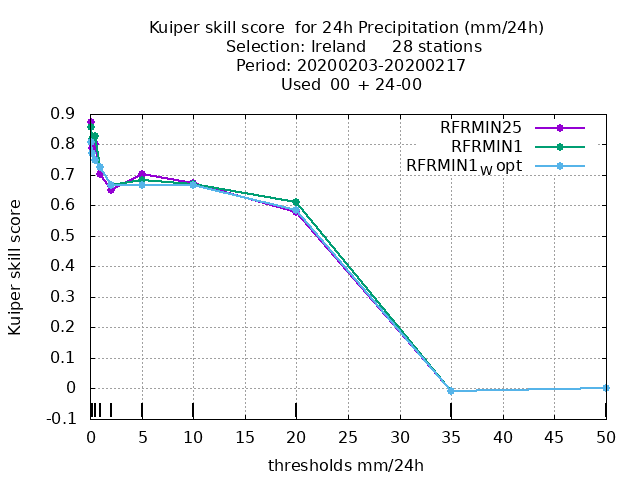 Kuiper skill score  for 24h Precipitation (mm/24h)
Selection: Ireland     28 stations
Period: 20200203-20200217
Used  00 + 24-00
RFRMIN25
RFRMIN1
RFRMIN1W opt
0.9
0.8
0.7
0.6
0.5
0.4
0.3
0.2
0.1
0
-0.1
Kuiper skill score
0 5 10 15 20 25 30 35 40 45 50
thresholds mm/24h